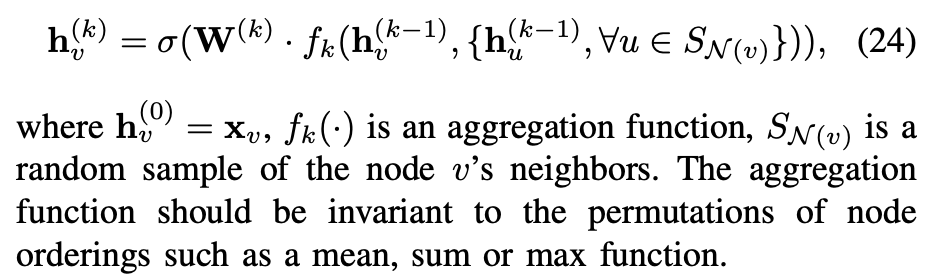 h_v^{(k)} = σ(W^{(k)} · f_k(h_v^{(k−1)}, {h_u^{(k−1)}, ∀u ∈ S_{𝒩(v)}})), (24)
where h_v^{(0)} = x_v, f_k(·) is an aggregation function, S_{𝒩(v)} is a
random sample of the node v's neighbors. The aggregation
function should be invariant to the permutations of node
orderings such as a mean, sum or max function.